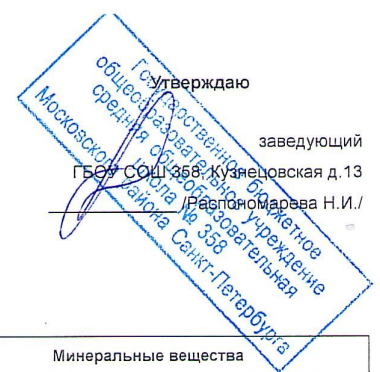 Утверждаю
заведующий
ГБОУ СОШ 358, Кузнецовская д.13
/Распономарева Н.И./
Государственное бюджетное
общеобразовательное учреждение
средняя общеобразовательная
школа № 358
Московского района Санкт-Петербурга
Минеральные вещества